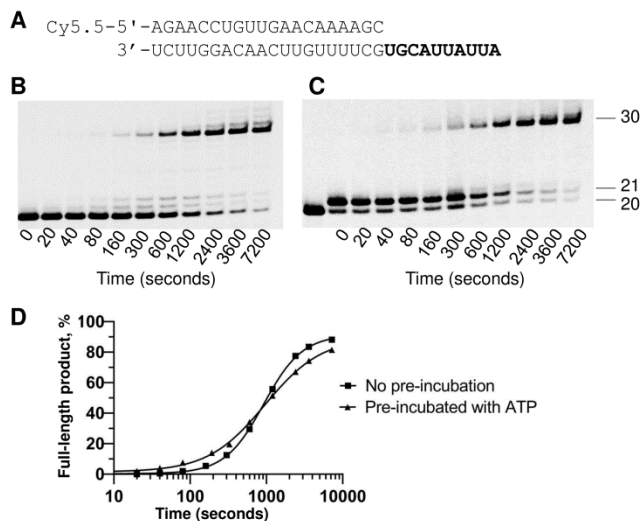 A
Cy5.5-5'-AGAACCUGUUGAACAAAAGC
3'-UCUUGGACAACUUGUUUUCGUGCAUUAUUA
B
0 20 40 80 160 300 600 1200 2400 3600 7200
Time (seconds)
C
30
21
20
0 20 40 80 160 300 600 1200 2400 3600 7200
Time (seconds)
D
Full-length product, %
100
80
60
40
20
0
10 100 1000 10000
Time (seconds)
No pre-incubation
Pre-incubated with ATP